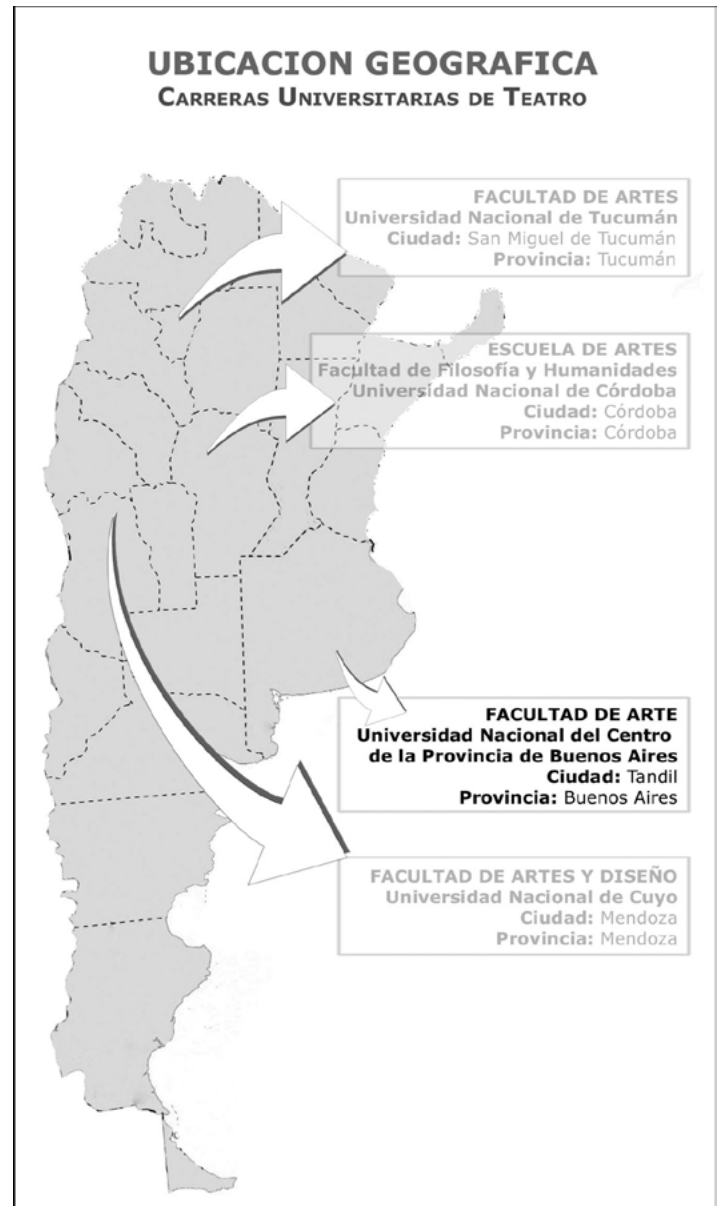 UBICACION GEOGRAFICA
CARRERAS UNIVERSITARIAS DE TEATRO
FACULTAD DE ARTES
Universidad Nacional de Tucumán
Ciudad: San Miguel de Tucumán
Provincia: Tucumán
ESCUELA DE ARTES
Facultad de Filosofía y Humanidades
Universidad Nacional de Córdoba
Ciudad: Córdoba
Provincia: Córdoba
FACULTAD DE ARTE
Universidad Nacional del Centro
de la Provincia de Buenos Aires
Ciudad: Tandil
Provincia: Buenos Aires
FACULTAD DE ARTES Y DISEÑO
Universidad Nacional de Cuyo
Ciudad: Mendoza
Provincia: Mendoza